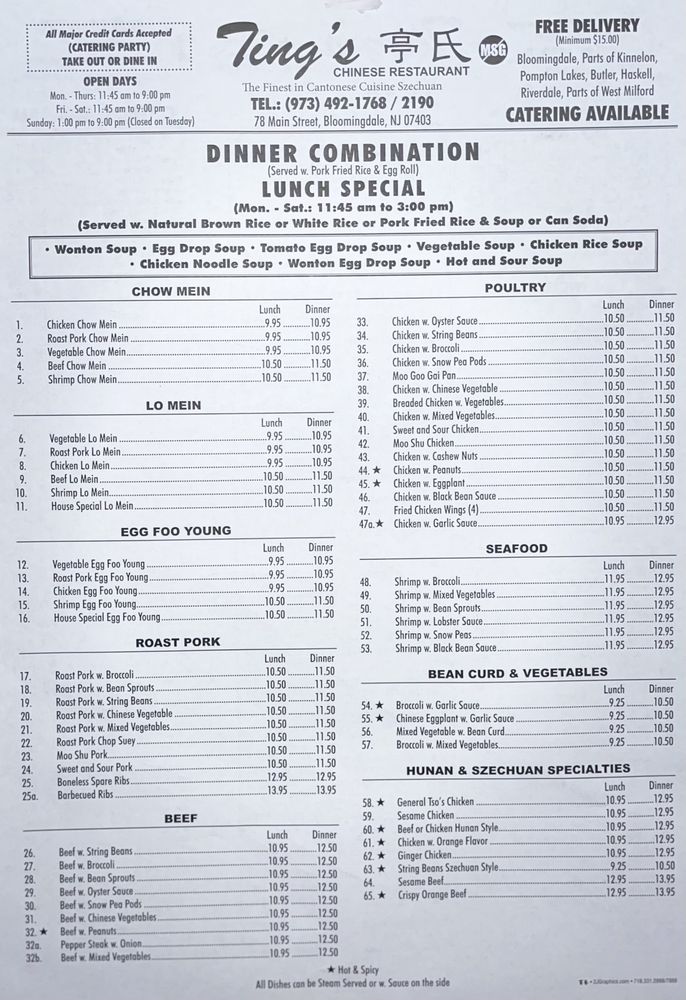 All Major Credit Cards Accepted
(CATERING PARTY)
TAKE OUT OR DINE IN
OPEN DAYS
Mon. - Thurs: 11:45 am to 9:00 pm
Fri. - Sat.: 11:45 am to 9:00 pm
Sunday: 1:00 pm to 9:00 pm (Closed on Tuesday)
Ting's 亭氏
CHINESE RESTAURANT
MSG
The Finest in Cantonese Cuisine Szechuan
TEL.: (973) 492-1768 / 2190
78 Main Street, Bloomingdale, NJ 07403
FREE DELIVERY
(Minimum $15.00)
Bloomingdale, Parts of Kinnelon,
Pompton Lakes, Butler, Haskell,
Riverdale, Parts of West Milford
CATERING AVAILABLE
DINNER COMBINATION
(Served w. Pork Fried Rice & Egg Roll)
LUNCH SPECIAL
(Mon. - Sat.: 11:45 am to 3:00 pm)
(Served w. Natural Brown Rice or White Rice or Pork Fried Rice & Soup or Can Soda)
• Wonton Soup • Egg Drop Soup • Tomato Egg Drop Soup • Vegetable Soup • Chicken Rice Soup
• Chicken Noodle Soup • Wonton Egg Drop Soup • Hot and Sour Soup
CHOW MEIN
Lunch Dinner
1. Chicken Chow Mein 9.95 10.95
2. Roast Pork Chow Mein 9.95 10.95
3. Vegetable Chow Mein 9.95 10.95
4. Beef Chow Mein 10.50 11.50
5. Shrimp Chow Mein 10.50 11.50
LO MEIN
Lunch Dinner
6. Vegetable Lo Mein 9.95 10.95
7. Roast Pork Lo Mein 9.95 10.95
8. Chicken Lo Mein 9.95 10.95
9. Beef Lo Mein 10.50 11.50
10. Shrimp Lo Mein 10.50 11.50
11. House Special Lo Mein 10.50 11.50
EGG FOO YOUNG
Lunch Dinner
12. Vegetable Egg Foo Young 9.95 10.95
13. Roast Pork Egg Foo Young 9.95 10.95
14. Chicken Egg Foo Young 9.95 10.95
15. Shrimp Egg Foo Young 10.50 11.50
16. House Special Egg Foo Young 10.50 11.50
ROAST PORK
Lunch Dinner
17. Roast Pork w. Broccoli 10.50 11.50
18. Roast Pork w. Bean Sprouts 10.50 11.50
19. Roast Pork w. String Beans 10.50 11.50
20. Roast Pork w. Chinese Vegetable 10.50 11.50
21. Roast Pork w. Mixed Vegetables 10.50 11.50
22. Roast Pork Chop Suey 10.50 11.50
23. Moo Shu Pork 10.50 11.50
24. Sweet and Sour Pork 10.50 11.50
25. Boneless Spare Ribs 12.95 12.95
25a. Barbecued Ribs 13.95 13.95
BEEF
Lunch Dinner
26. Beef w. String Beans 10.95 12.50
27. Beef w. Broccoli 10.95 12.50
28. Beef w. Bean Sprouts 10.95 12.50
29. Beef w. Oyster Sauce 10.95 12.50
30. Beef w. Snow Pea Pods 10.95 12.50
31. Beef w. Chinese Vegetables 10.95 12.50
32. ★ Beef w. Peanuts 10.95 12.50
32a. Pepper Steak w. Onion 10.95 12.50
32b. Beef w. Mixed Vegetables 10.95 12.50
POULTRY
Lunch Dinner
33. Chicken w. Oyster Sauce 10.50 11.50
34. Chicken w. String Beans 10.50 11.50
35. Chicken w. Broccoli 10.50 11.50
36. Chicken w. Snow Pea Pods 10.50 11.50
37. Moo Goo Gai Pan 10.50 11.50
38. Chicken w. Chinese Vegetable 10.50 11.50
39. Breaded Chicken w. Vegetables 10.50 11.50
40. Chicken w. Mixed Vegetables 10.50 11.50
41. Sweet and Sour Chicken 10.50 11.50
42. Moo Shu Chicken 10.50 11.50
43. Chicken w. Cashew Nuts 10.50 11.50
44. ★ Chicken w. Peanuts 10.50 11.50
45. ★ Chicken w. Eggplant 10.50 11.50
46. Chicken w. Black Bean Sauce 10.50 11.50
47. Fried Chicken Wings (4) 10.50 11.50
47a. ★ Chicken w. Garlic Sauce 10.95 12.95
SEAFOOD
Lunch Dinner
48. Shrimp w. Broccoli 11.95 12.95
49. Shrimp w. Mixed Vegetables 11.95 12.95
50. Shrimp w. Bean Sprouts 11.95 12.95
51. Shrimp w. Lobster Sauce 11.95 12.95
52. Shrimp w. Snow Peas 11.95 12.95
53. Shrimp w. Black Bean Sauce 11.95 12.95
BEAN CURD & VEGETABLES
Lunch Dinner
54. ★ Broccoli w. Garlic Sauce 9.25 10.50
55. ★ Chinese Eggplant w. Garlic Sauce 9.25 10.50
56. Mixed Vegetable w. Bean Curd 9.25 10.50
57. Broccoli w. Mixed Vegetables 9.25 10.50
HUNAN & SZECHUAN SPECIALTIES
Lunch Dinner
58. ★ General Tso's Chicken 10.95 12.95
59. Sesame Chicken 10.95 12.95
60. ★ Beef or Chicken Hunan Style 10.95 12.95
61. ★ Chicken w. Orange Flavor 10.95 12.95
62. ★ Ginger Chicken 10.95 12.95
63. ★ String Beans Szechuan Style 9.25 10.50
64. Sesame Beef 12.95 13.95
65. ★ Crispy Orange Beef 12.95 13.95
★ Hot & Spicy
All Dishes can be Steam Served or w. Sauce on the side